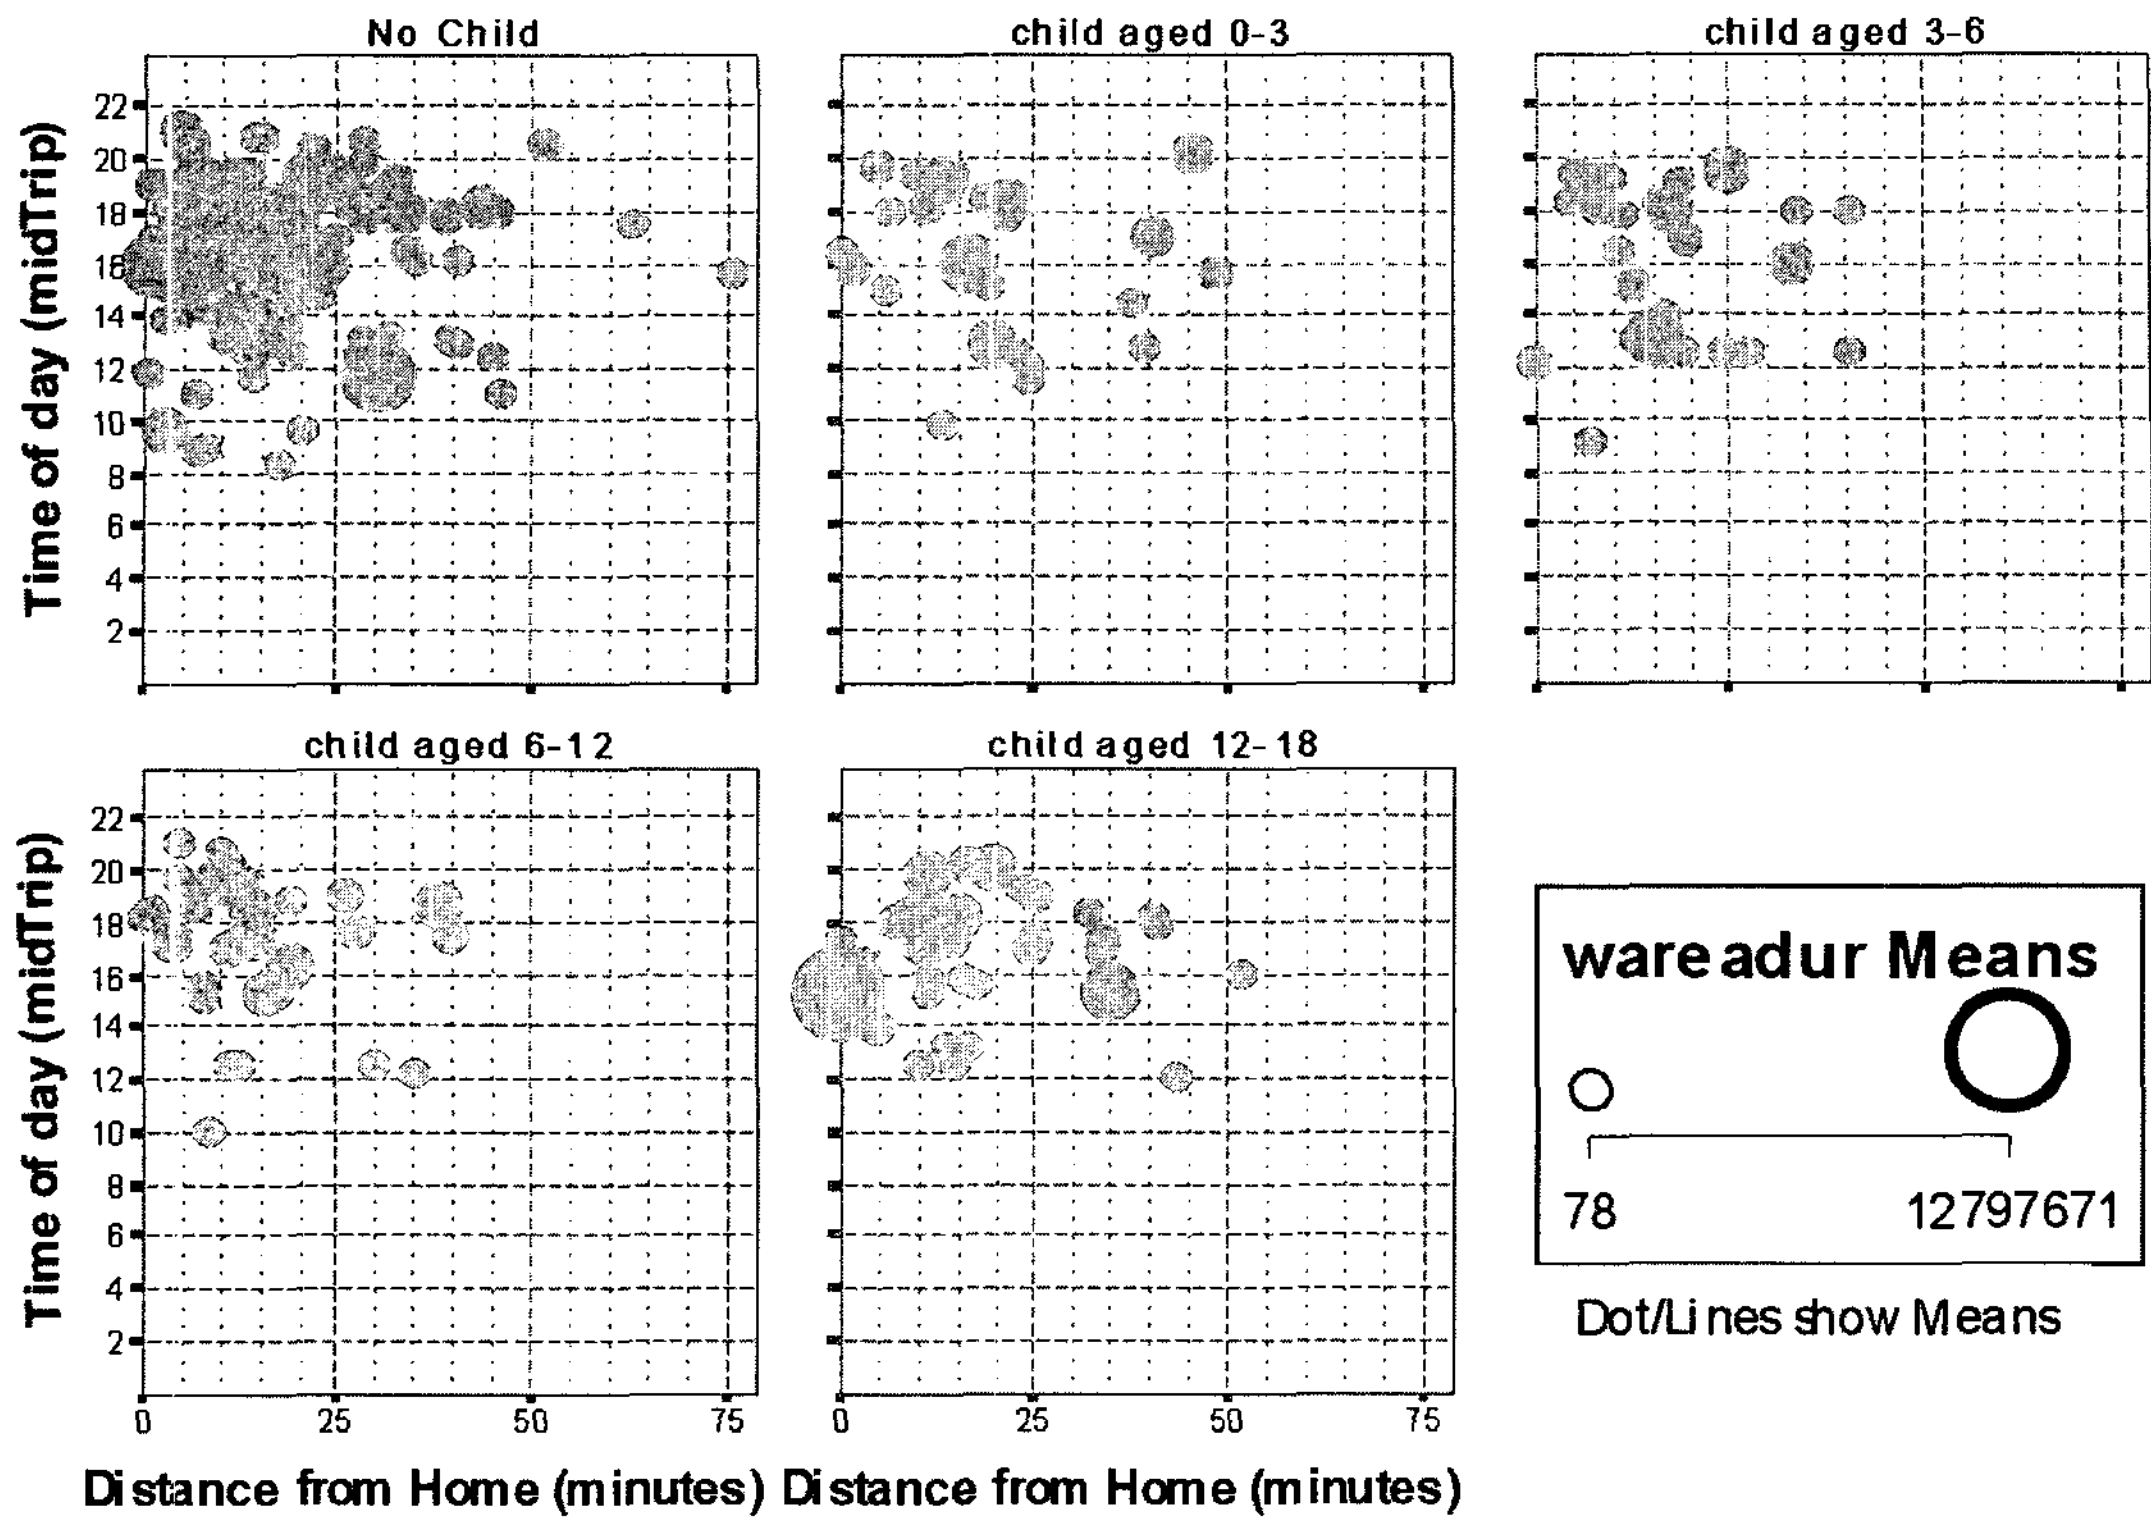 No Child
child aged 0-3
child aged 3-6
Time of day (midTrip)
22
20
18
16
14
12
10
8
6
4
2
child aged 6-12
child aged 12-18
Time of day (midTrip)
22
20
18
16
14
12
10
8
6
4
2
0 25 50 75
0 25 50 75
Distance from Home (minutes) Distance from Home (minutes)
wareadur Means
78 12797671
Dot/Lines show Means